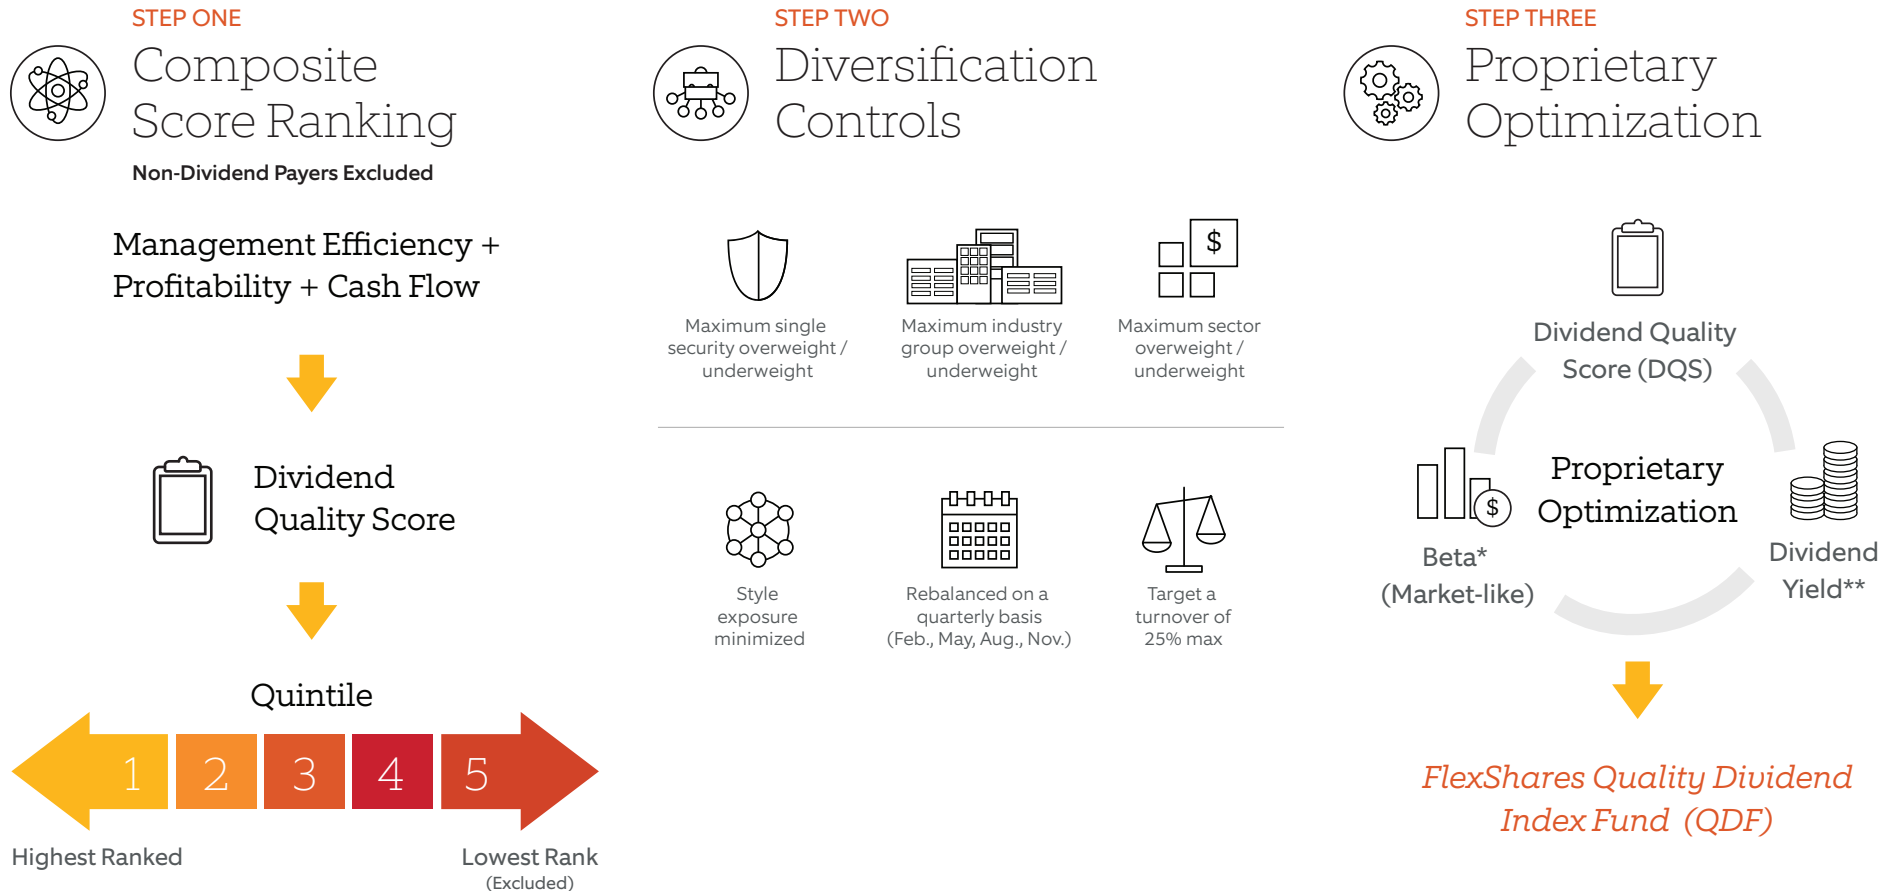 STEP ONE
Composite
Score Ranking
Non-Dividend Payers Excluded
Management Efficiency +
Profitability + Cash Flow
Dividend
Quality Score
Quintile
1 2 3 4 5
Highest Ranked
Lowest Rank
(Excluded)
STEP TWO
Diversification
Controls
Maximum single
security overweight /
underweight
Maximum industry
group overweight /
underweight
$
Maximum sector
overweight /
underweight
Style
exposure
minimized
Rebalanced on a
quarterly basis
(Feb., May, Aug., Nov.)
Target a
turnover of
25% max
STEP THREE
Proprietary
Optimization
Dividend Quality
Score (DQS)
Proprietary
Optimization
$
Beta*
(Market-like)
Dividend
Yield**
FlexShares Quality Dividend
Index Fund (QDF)